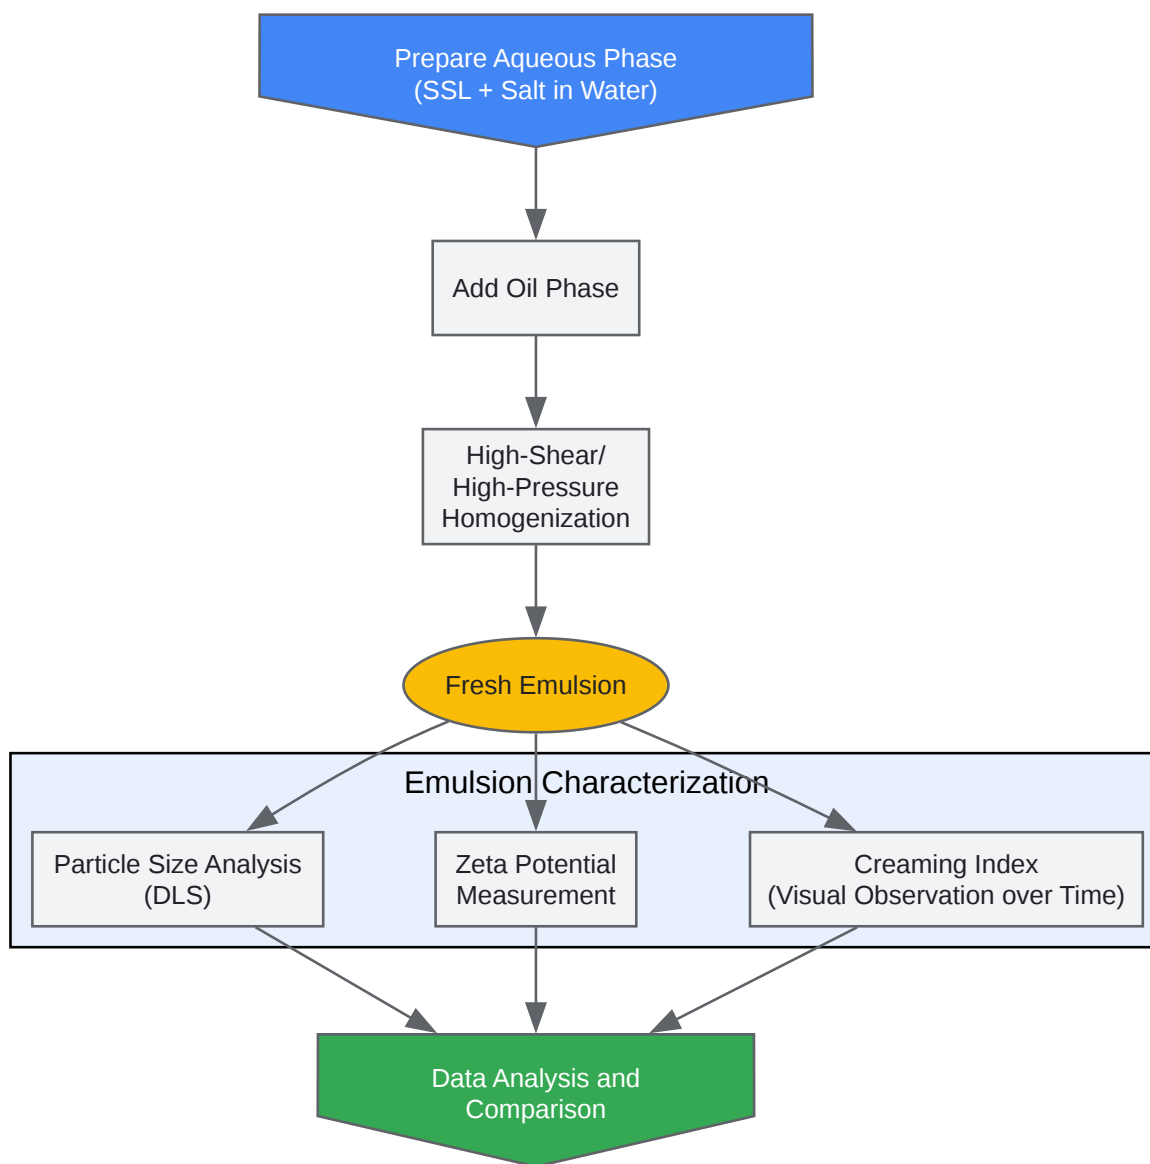 Prepare Aqueous Phase
(SSL + Salt in Water)
Add Oil Phase
High-Shear/
High-Pressure
Homogenization
Fresh Emulsion
Emulsion Characterization
Particle Size Analysis
(DLS)
Zeta Potential
Measurement
Creaming Index
(Visual Observation over Time)
Data Analysis and
Comparison